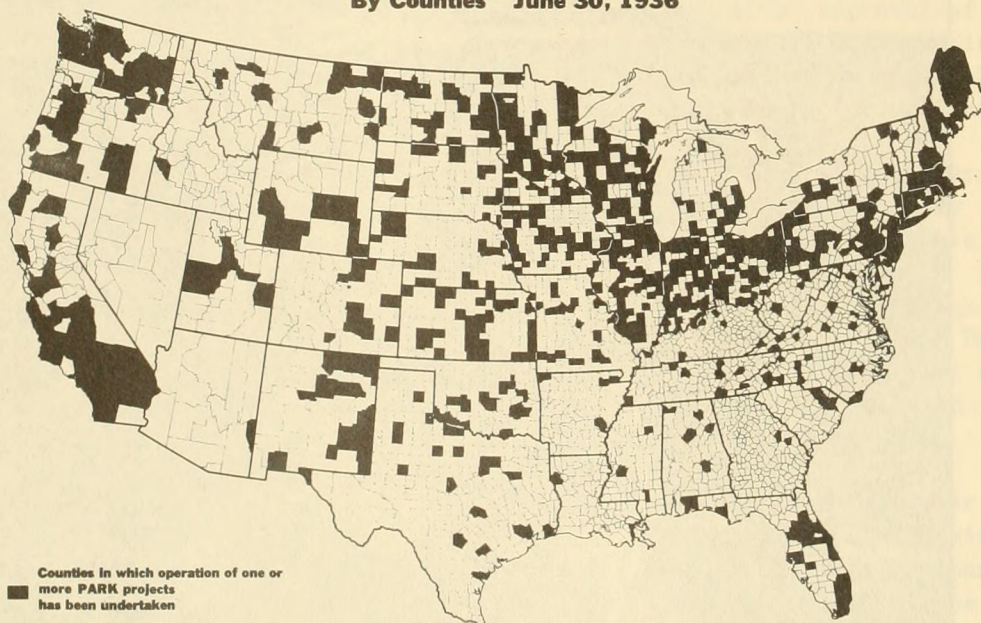 By Counties June 30, 1936
Counties in which operation of one or
more PARK projects
has been undertaken